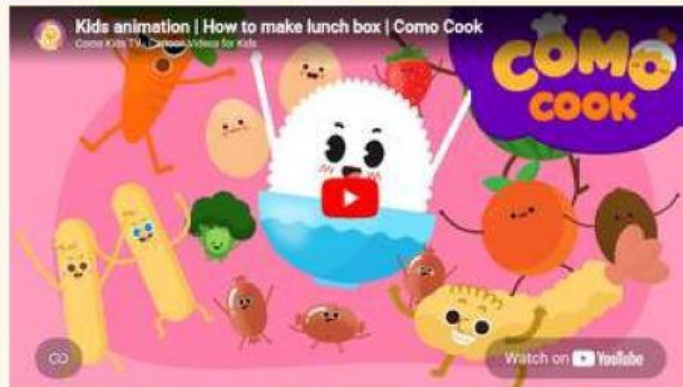 Kids animation | How to make lunch box | Como Cook
Como Kids TV - Cartoon Videos for Kids
COMO
COOK
Watch on YouTube